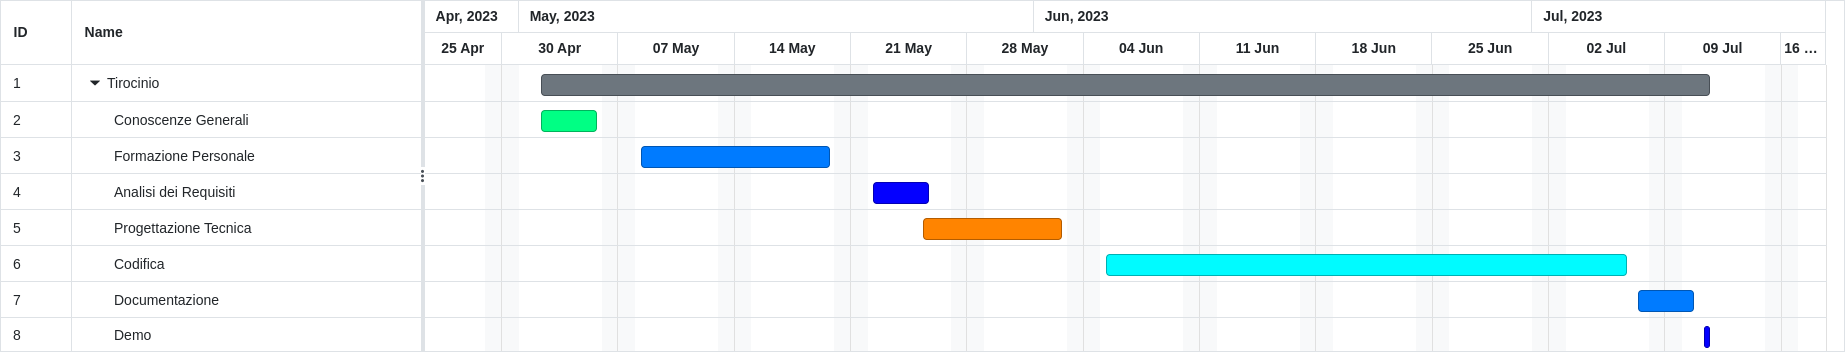 ID Name Apr, 2023 May, 2023 Jun, 2023 Jul, 2023
25 Apr 30 Apr 07 May 14 May 21 May 28 May 04 Jun 11 Jun 18 Jun 25 Jun 02 Jul 09 Jul 16 ...
1 Tirocinio
2 Conoscenze Generali
3 Formazione Personale
4 Analisi dei Requisiti
5 Progettazione Tecnica
6 Codifica
7 Documentazione
8 Demo